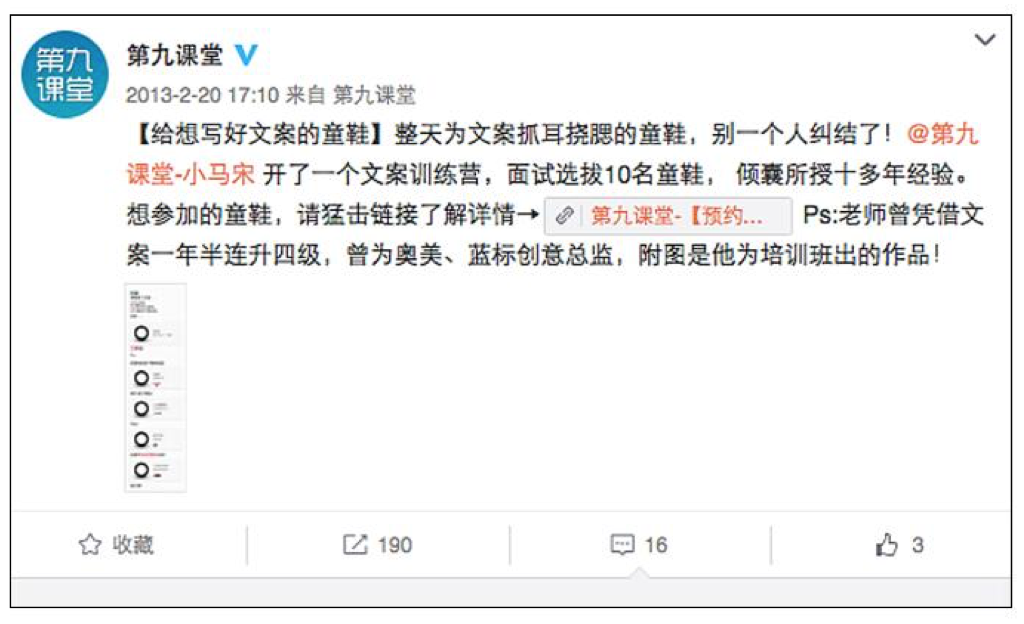 第九
课堂
第九课堂
2013-2-20 17:10 来自 第九课堂
【给想写好文案的童鞋】整天为文案抓耳挠腮的童鞋，别一个人纠结了！@第九
课堂-小马宋 开了一个文案训练营，面试选拔10名童鞋， 倾囊所授十多年经验。
想参加的童鞋，请猛击链接了解详情→ 第九课堂-【预约... Ps:老师曾凭借文
案一年半连升四级，曾为奥美、蓝标创意总监，附图是他为培训班出的作品！
收藏 190 16 3